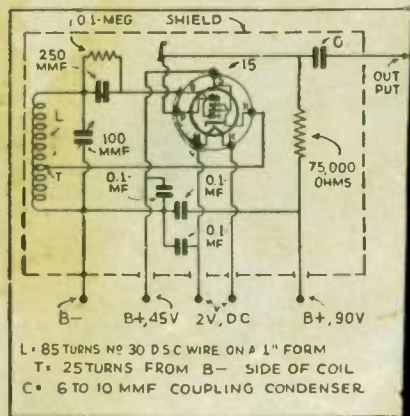 0.1-MEG
SHIELD
250
MMF
15
C
OUT
PUT
L
100
MMF
75,000
OHMS
T
0.1-
MF
0.1-
MF
0.1
MF
B-
B+,45V
2V, DC
B+, 90V
L= 85 TURNS Nº 30 D S C WIRE ON A 1" FORM
T= 25 TURNS FROM B- SIDE OF COIL
C= 6 TO 10 MMF COUPLING CONDENSER